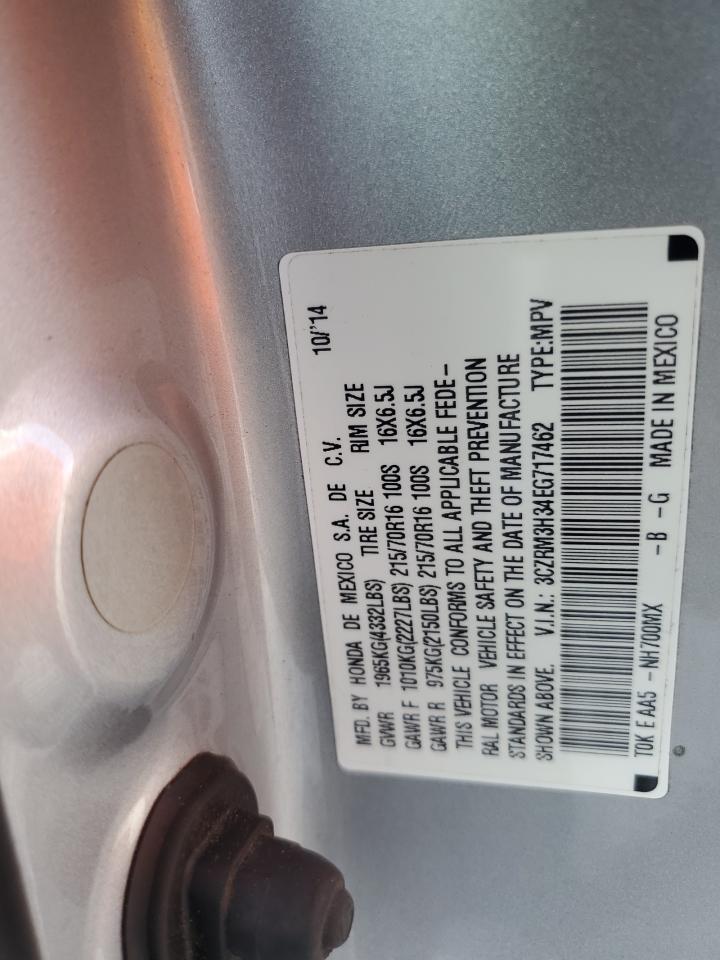 10/'14
MFD. BY HONDA DE MEXICO S.A. DE C.V.
GVWR 1965KG(4332LBS) TIRE SIZE RIM SIZE
GAWR F 1010KG(2227LBS) 215/70R16 100S 16X6.5J
GAWR R 975KG(2150LBS) 215/70R16 100S 16X6.5J
THIS VEHICLE CONFORMS TO ALL APPLICABLE FEDE-
RAL MOTOR VEHICLE SAFETY AND THEFT PREVENTION
STANDARDS IN EFFECT ON THE DATE OF MANUFACTURE
SHOWN ABOVE. V.I.N.: 3CZRM3H34EG717462 TYPE:MPV
T0K E AA5 -NH700MX -B -G MADE IN MEXICO